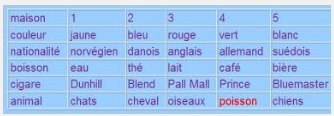 maison 1 2 3 4 5
couleur jaune bleu rouge vert blanc
nationalité norvégien danois anglais allemand suédois
boisson eau thé lait café bière
cigare Dunhill Blend Pall Mall Prince Bluemaster
animal chats cheval oiseaux poisson chiens